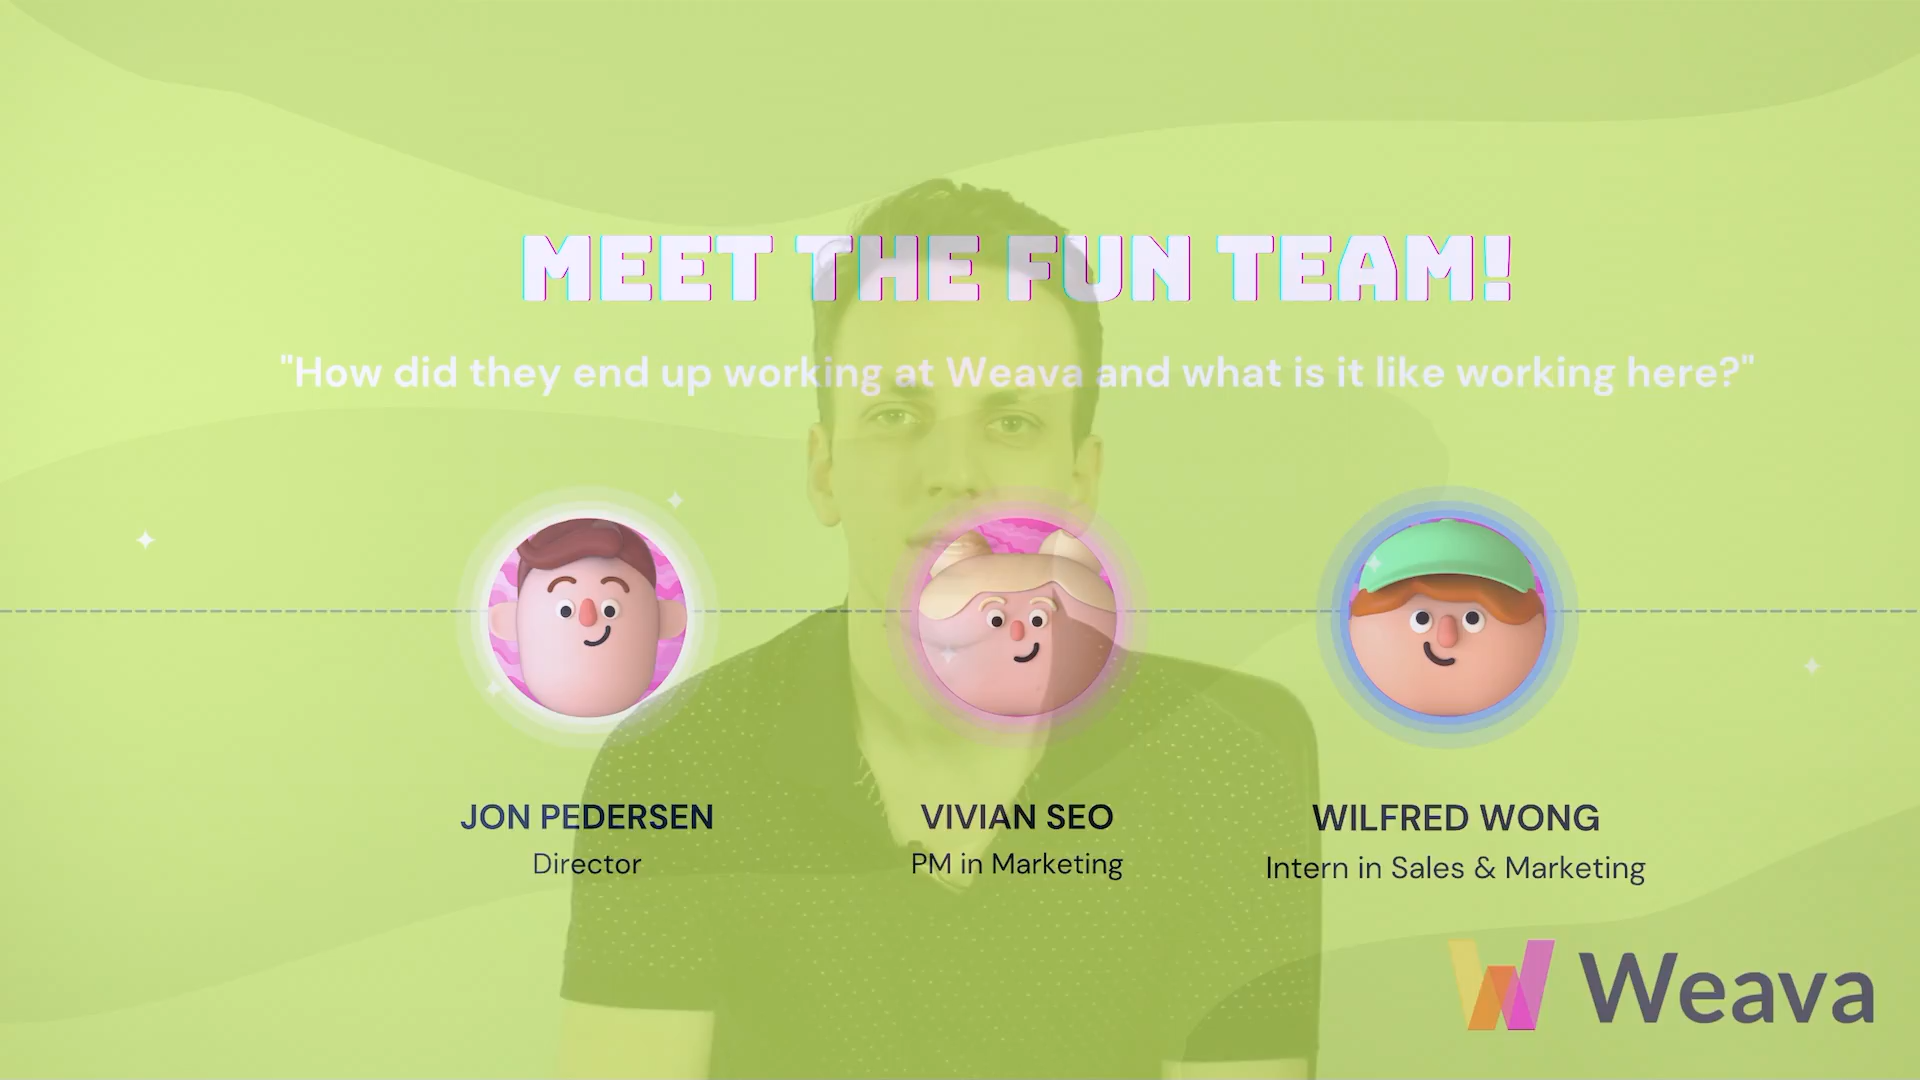 MEET THE FUN TEAM!
"How did they end up working at Weava and what is it like working here?"
JON PEDERSEN
Director
VIVIAN SEO
PM in Marketing
WILFRED WONG
Intern in Sales & Marketing
Weava